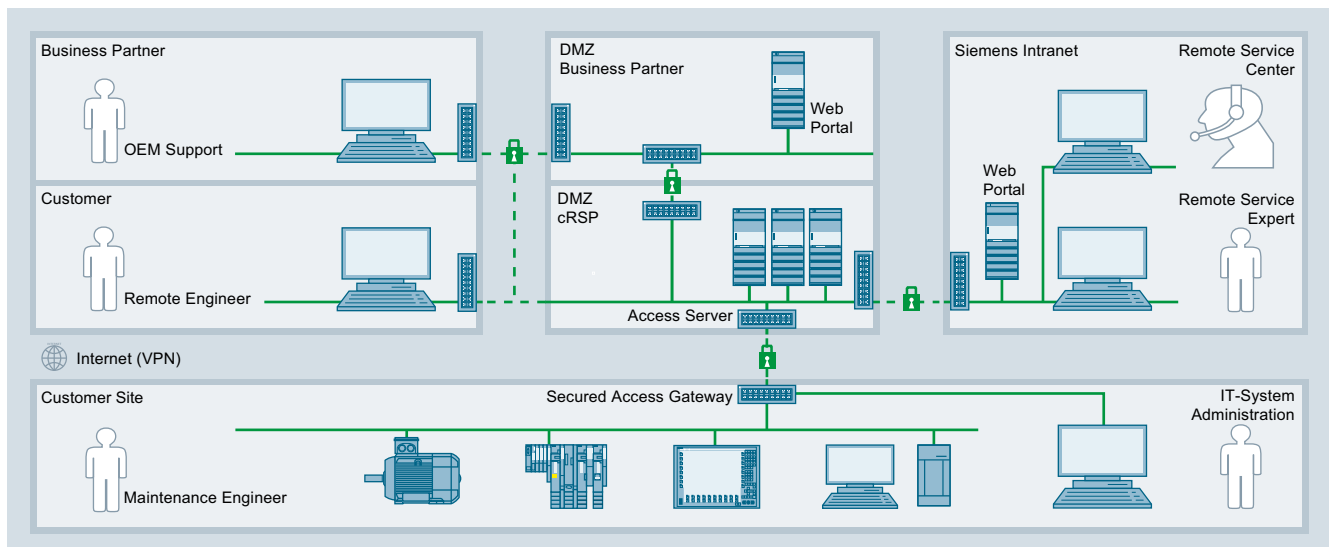 Business Partner
OEM Support
DMZ
Business Partner
Web
Portal
Siemens Intranet
Remote Service
Center
Web
Portal
Remote Service
Expert
Customer
Remote Engineer
DMZ
cRSP
Access Server
Internet (VPN)
Customer Site
Maintenance Engineer
Secured Access Gateway
IT-System
Administration